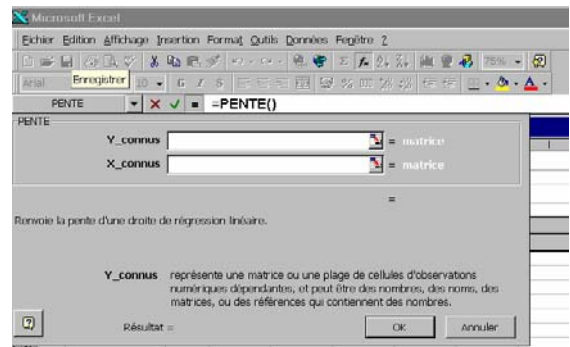 Microsoft Excel
Fichier Edition Affichage Insertion Format Outils Données Fenêtre ?
75%
Arial 10 G I S
Enregistrer
PENTE =PENTE()
PENTE
Y_connus = matrice
X_connus = matrice
=
Renvoie la pente d'une droite de régression linéaire.
Y_connus représente une matrice ou une plage de cellules d'observations
numériques dépendantes, et peut être des nombres, des noms, des
matrices, ou des références qui contiennent des nombres.
Résultat =
OK Annuler